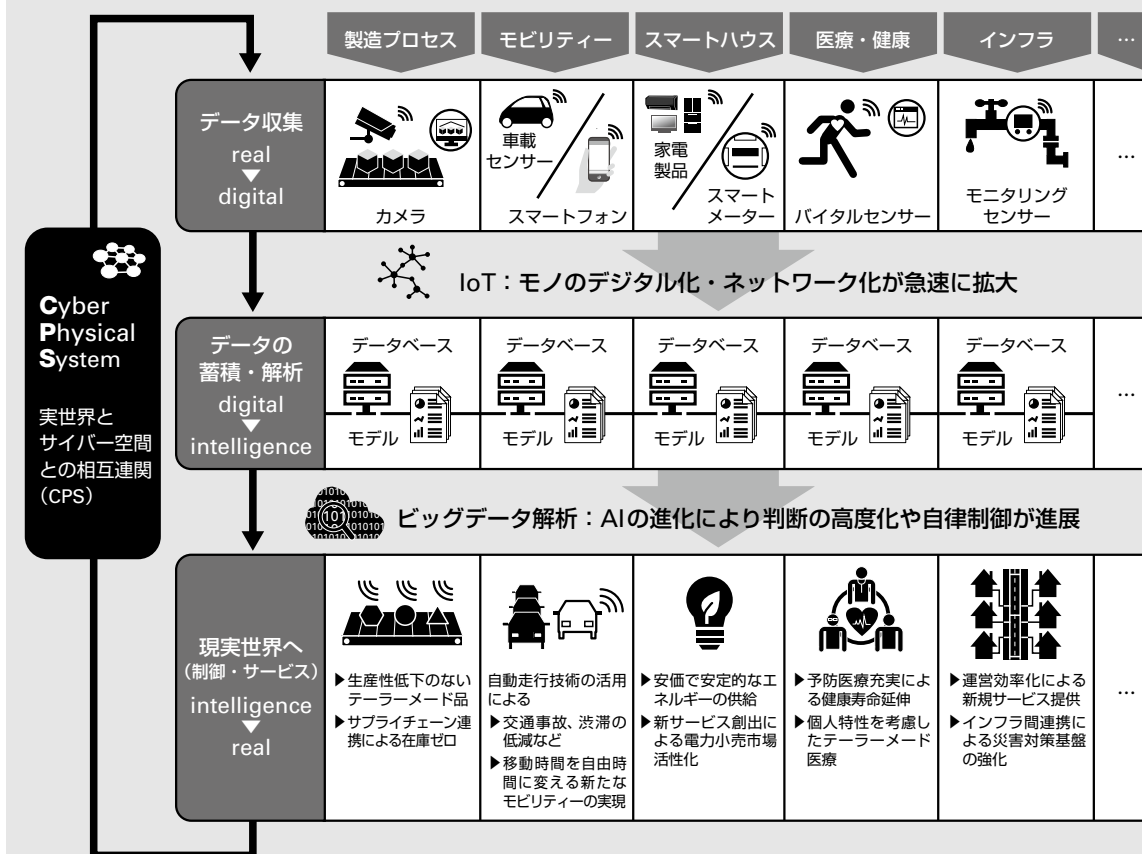 製造プロセス
モビリティー
スマートハウス
医療・健康
インフラ
…
Cyber
Physical
System
実世界と
サイバー空間
との相互連関
（CPS）
データ収集
real
▼
digital
カメラ
車載
センサー
スマートフォン
家電
製品
スマート
メーター
バイタルセンサー
モニタリング
センサー
…
IoT：モノのデジタル化・ネットワーク化が急速に拡大
データの
蓄積・解析
digital
▼
intelligence
データベース
モデル
データベース
モデル
データベース
モデル
データベース
モデル
データベース
モデル
…
ビッグデータ解析：AIの進化により判断の高度化や自律制御が進展
現実世界へ
（制御・サービス）
intelligence
▼
real
▶生産性低下のない
テーラーメード品
▶サプライチェーン連
携による在庫ゼロ
自動走行技術の活用
による
▶交通事故、渋滞の
低減など
▶移動時間を自由時
間に変える新たな
モビリティーの実現
▶安価で安定的なエ
ネルギーの供給
▶新サービス創出に
よる電力小売市場
活性化
▶予防医療充実によ
る健康寿命延伸
▶個人特性を考慮し
たテーラーメード
医療
▶運営効率化による
新規サービス提供
▶インフラ間連携に
よる災害対策基盤
の強化
…